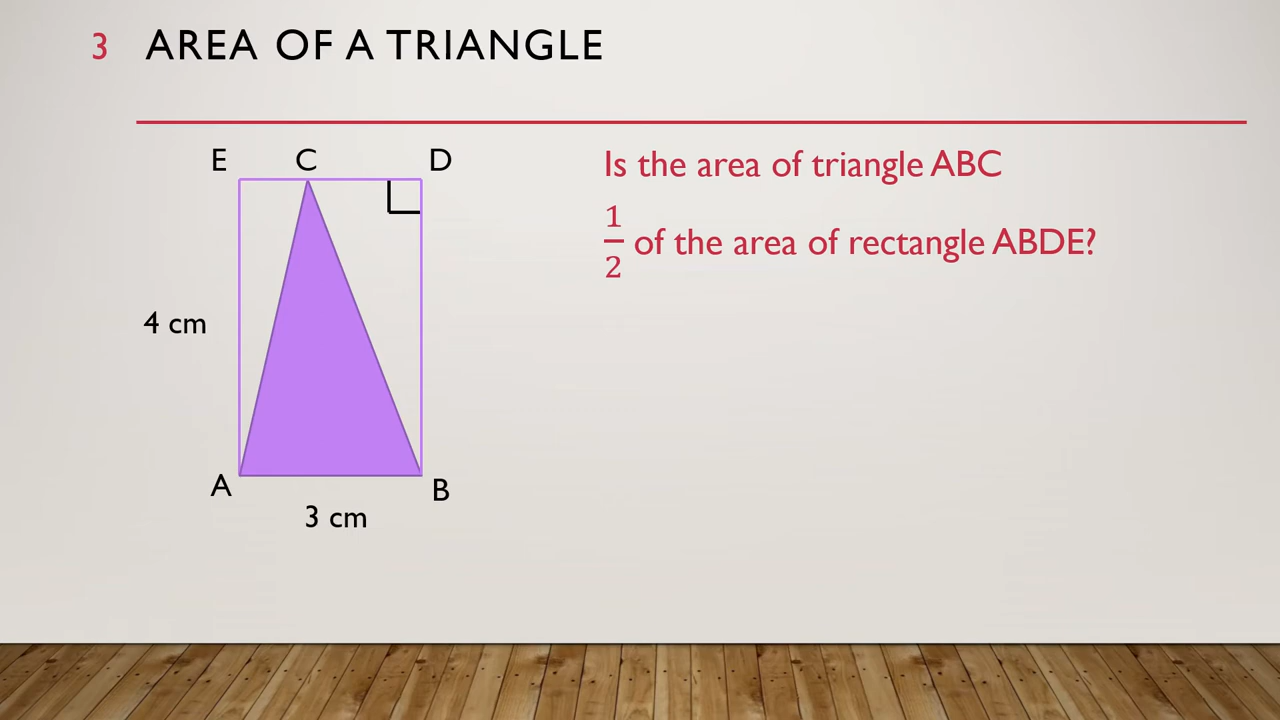 3 AREA OF A TRIANGLE
E C D
Is the area of triangle ABC
1/2 of the area of rectangle ABDE?
4 cm
A B
3 cm